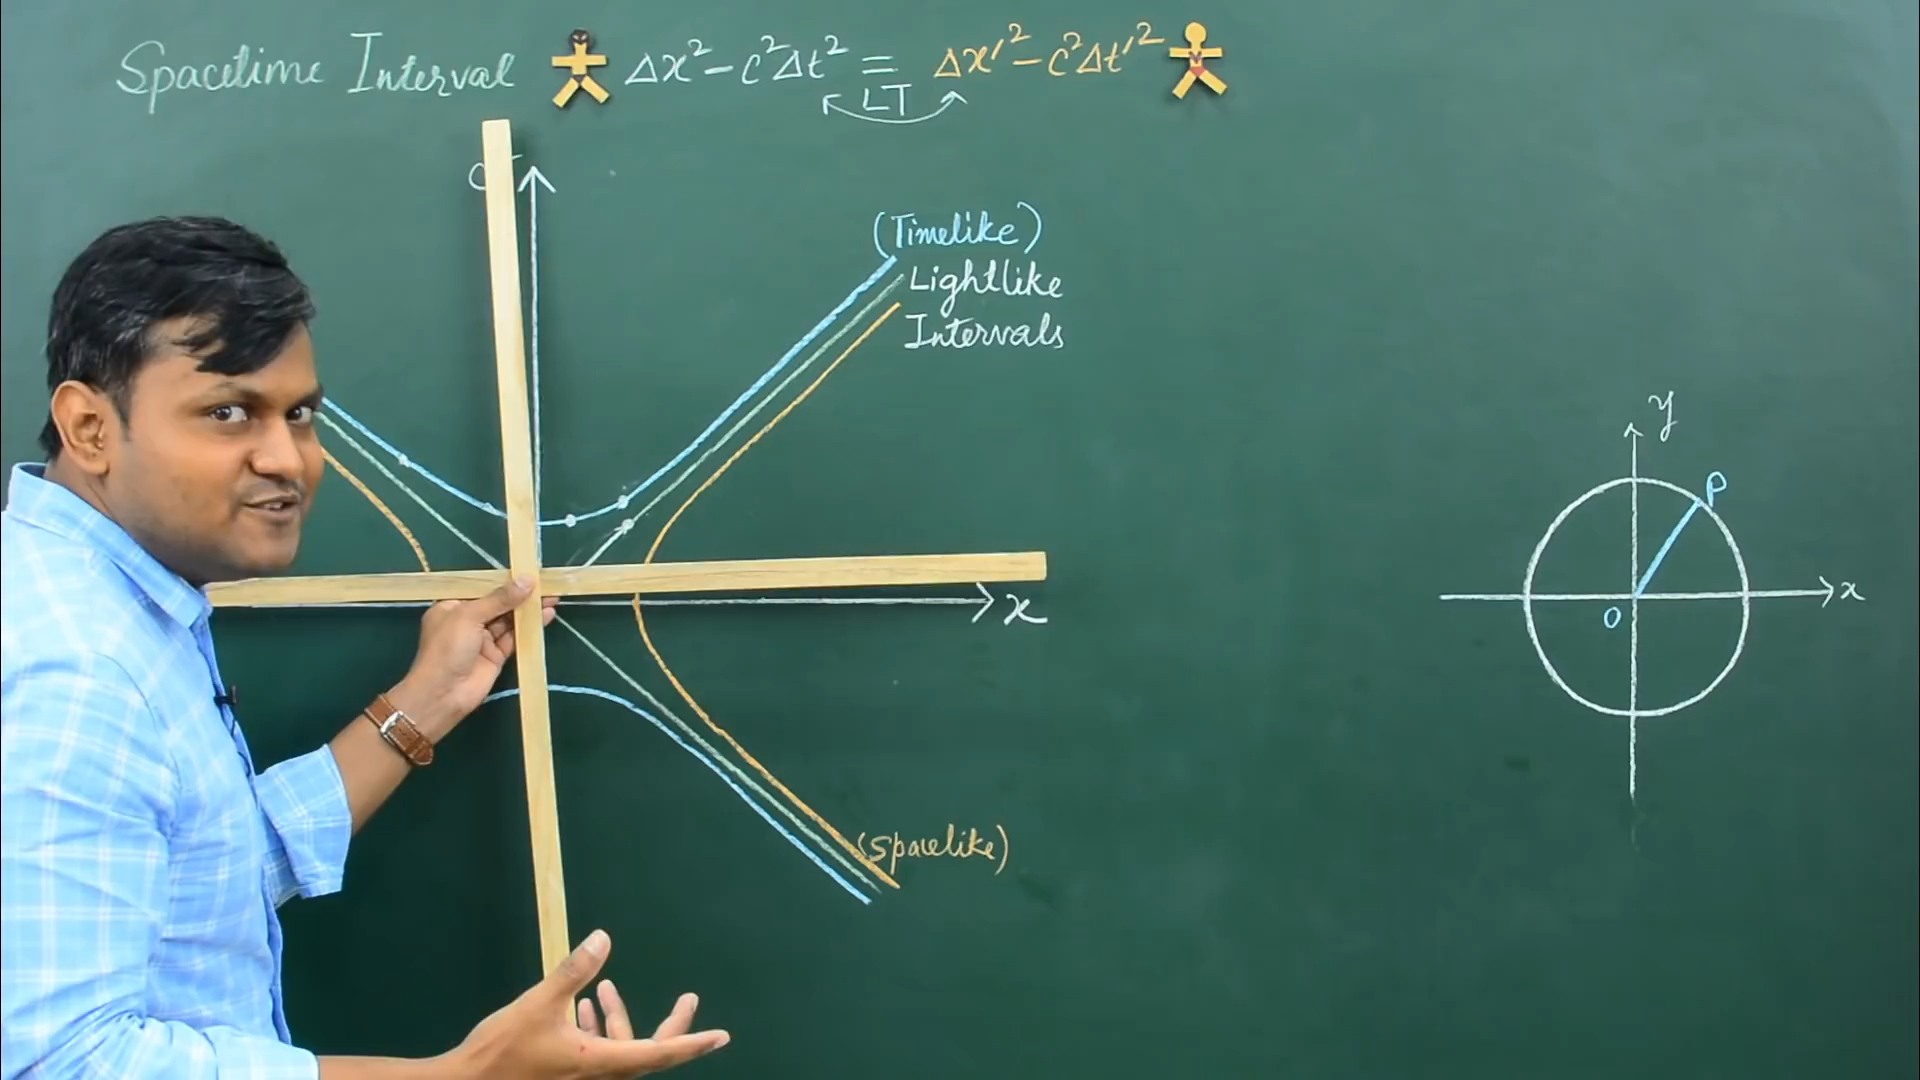 Spacetime Interval Δx² - c²Δt² = Δx'² - c²Δt'²
LT
(Timelike)
Lightlike
Intervals
x
(Spacelike)
y
P
O
x